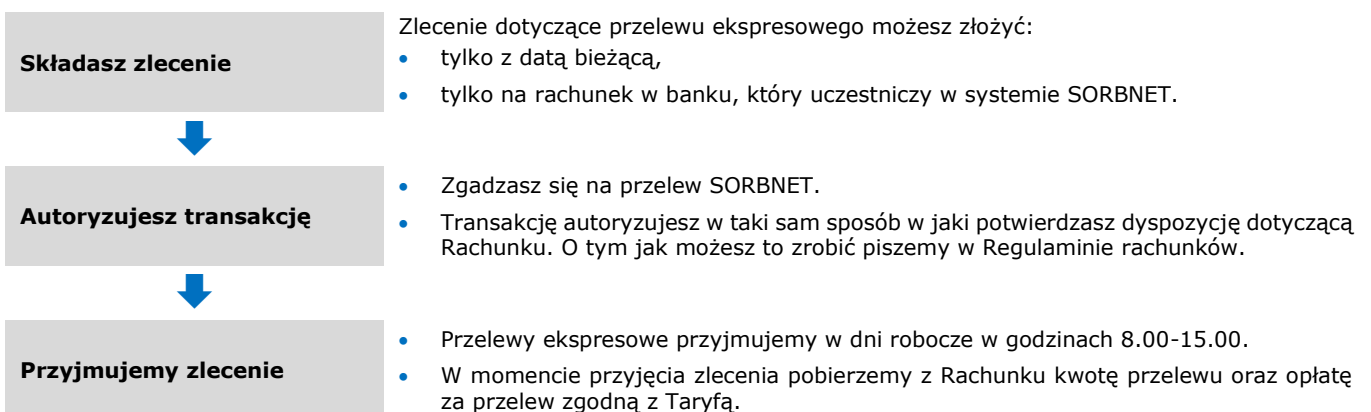 Składasz zlecenie
Zlecenie dotyczące przelewu ekspresowego możesz złożyć:
• tylko z datą bieżącą,
• tylko na rachunek w banku, który uczestniczy w systemie SORBNET.
Autoryzujesz transakcję
• Zgadzasz się na przelew SORBNET.
• Transakcję autoryzujesz w taki sam sposób w jaki potwierdzasz dyspozycję dotyczącą
Rachunku. O tym jak możesz to zrobić piszemy w Regulaminie rachunków.
Przyjmujemy zlecenie
• Przelewy ekspresowe przyjmujemy w dni robocze w godzinach 8.00-15.00.
• W momencie przyjęcia zlecenia pobierzemy z Rachunku kwotę przelewu oraz opłatę
za przelew zgodną z Taryfą.